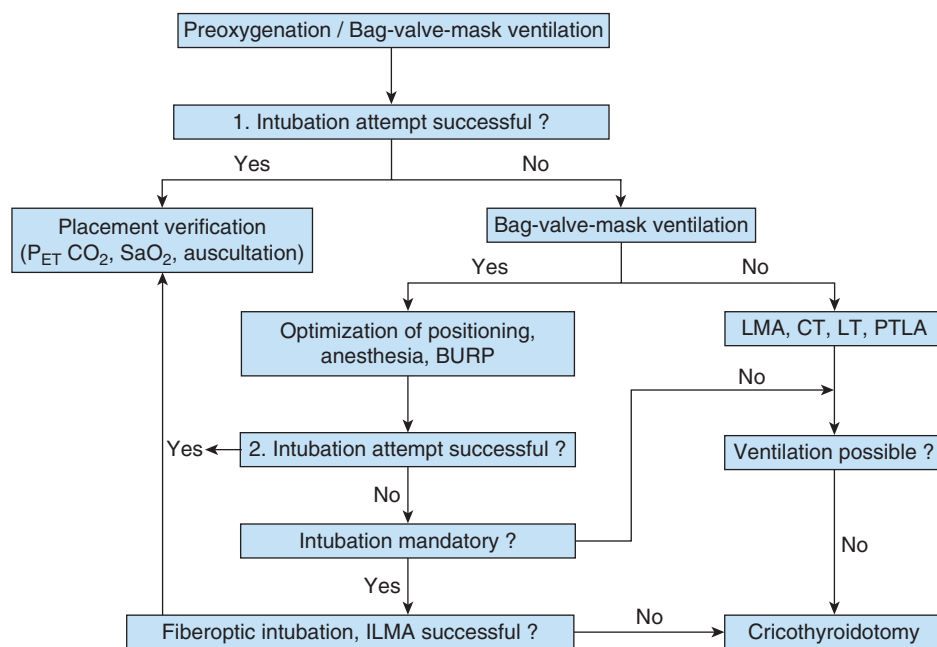 Preoxygenation / Bag-valve-mask ventilation
1. Intubation attempt successful ?
Yes
No
Placement verification
(P_ET CO₂, SaO₂, auscultation)
Bag-valve-mask ventilation
Yes
No
Optimization of positioning,
anesthesia, BURP
LMA, CT, LT, PTLA
No
Yes
2. Intubation attempt successful ?
Ventilation possible ?
No
Intubation mandatory ?
No
Yes
Fiberoptic intubation, ILMA successful ?
No
Cricothyroidotomy